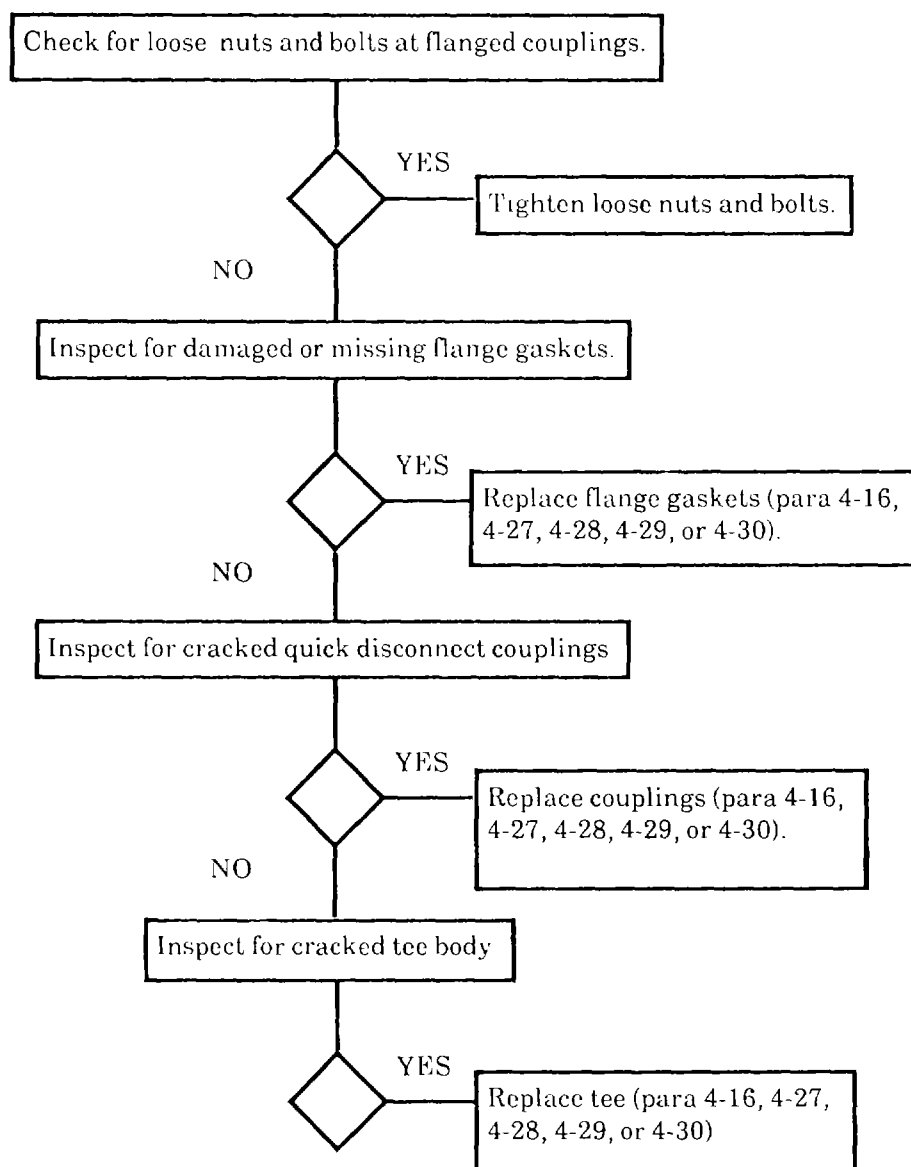 Check for loose nuts and bolts at flanged couplings.
YES
Tighten loose nuts and bolts.
NO
Inspect for damaged or missing flange gaskets.
YES
Replace flange gaskets (para 4-16,
4-27, 4-28, 4-29, or 4-30).
NO
Inspect for cracked quick disconnect couplings
YES
Replace couplings (para 4-16,
4-27, 4-28, 4-29, or 4-30).
NO
Inspect for cracked tee body
YES
Replace tee (para 4-16, 4-27,
4-28, 4-29, or 4-30)